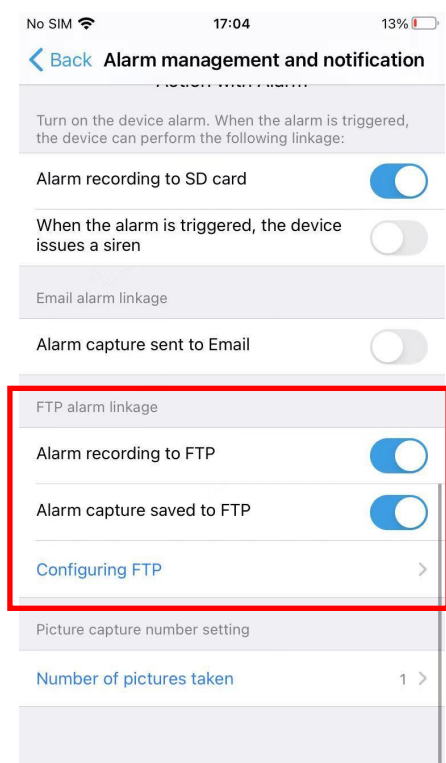 No SIM 17:04 13%
Back Alarm management and notification
Action with Alarm
Turn on the device alarm. When the alarm is triggered,
the device can perform the following linkage:
Alarm recording to SD card
When the alarm is triggered, the device
issues a siren
Email alarm linkage
Alarm capture sent to Email
FTP alarm linkage
Alarm recording to FTP
Alarm capture saved to FTP
Configuring FTP
Picture capture number setting
Number of pictures taken 1